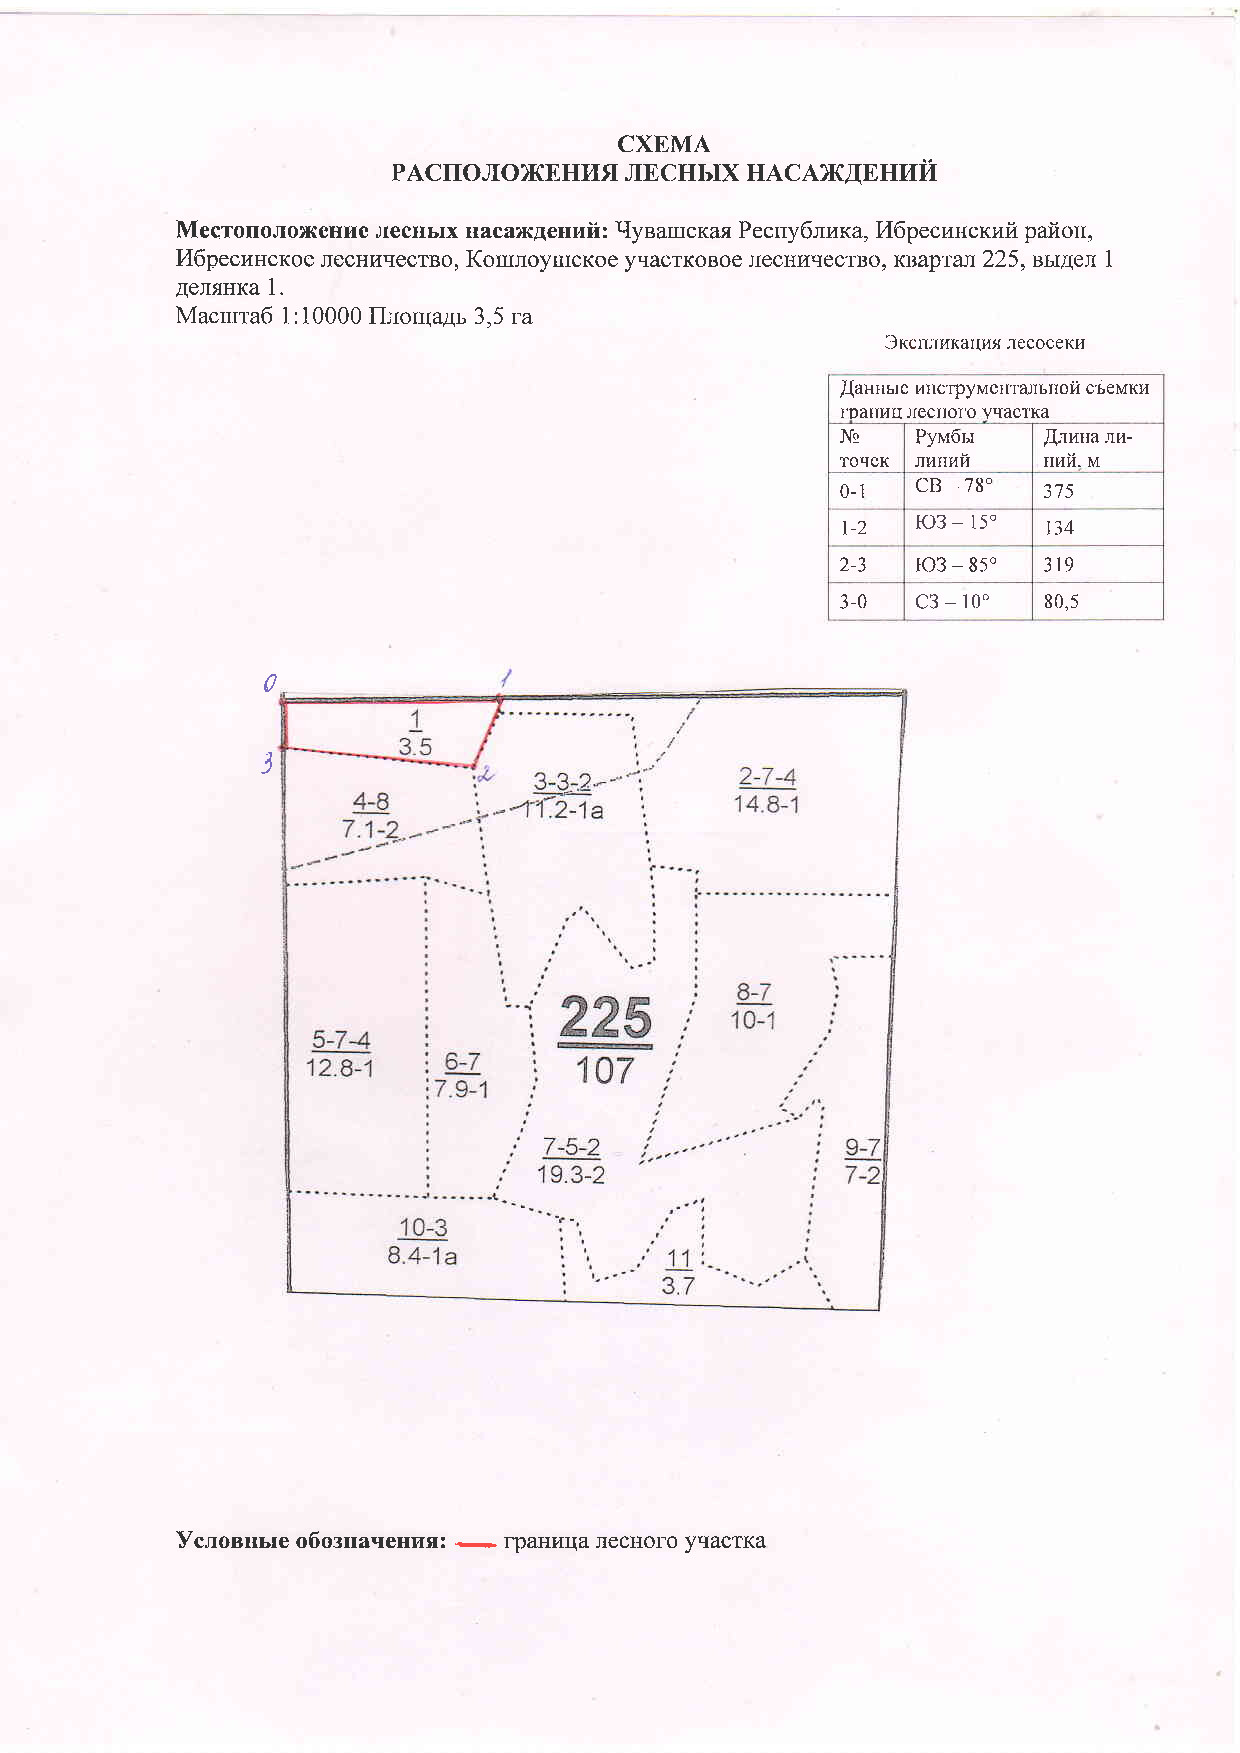 СХЕМА
РАСПОЛОЖЕНИЯ ЛЕСНЫХ НАСАЖДЕНИЙ
Местоположение лесных насаждений: Чувашская Республика, Ибресинский район,
Ибресинское лесничество, Кошлоушское участковое лесничество, квартал 225, выдел 1
делянка 1.
Масштаб 1:10000 Площадь 3,5 га
Экспликация лесосеки
Данные инструментальной съемки
границ лесного участка
№ Румбы Длина ли-
точек линий ний, м
0-1 СВ - 78° 375
1-2 ЮЗ – 15° 134
2-3 ЮЗ – 85° 319
3-0 СЗ – 10° 80,5
0 1
1
3.5
3 2
3-3-2 2-7-4
11.2-1а 14.8-1
4-8
7.1-2
8-7
10-1
225
107
5-7-4
12.8-1
6-7
7.9-1
7-5-2
19.3-2
9-7
7-2
10-3
8.4-1а
11
3.7
Условные обозначения: граница лесного участка